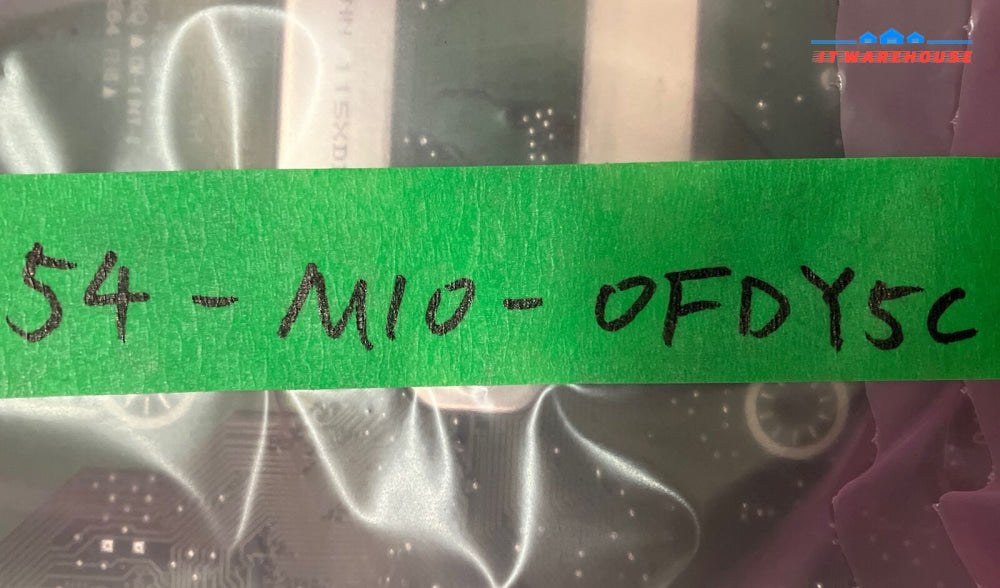 IT WAREHOUSE
54 - M10 - 0FDY5C